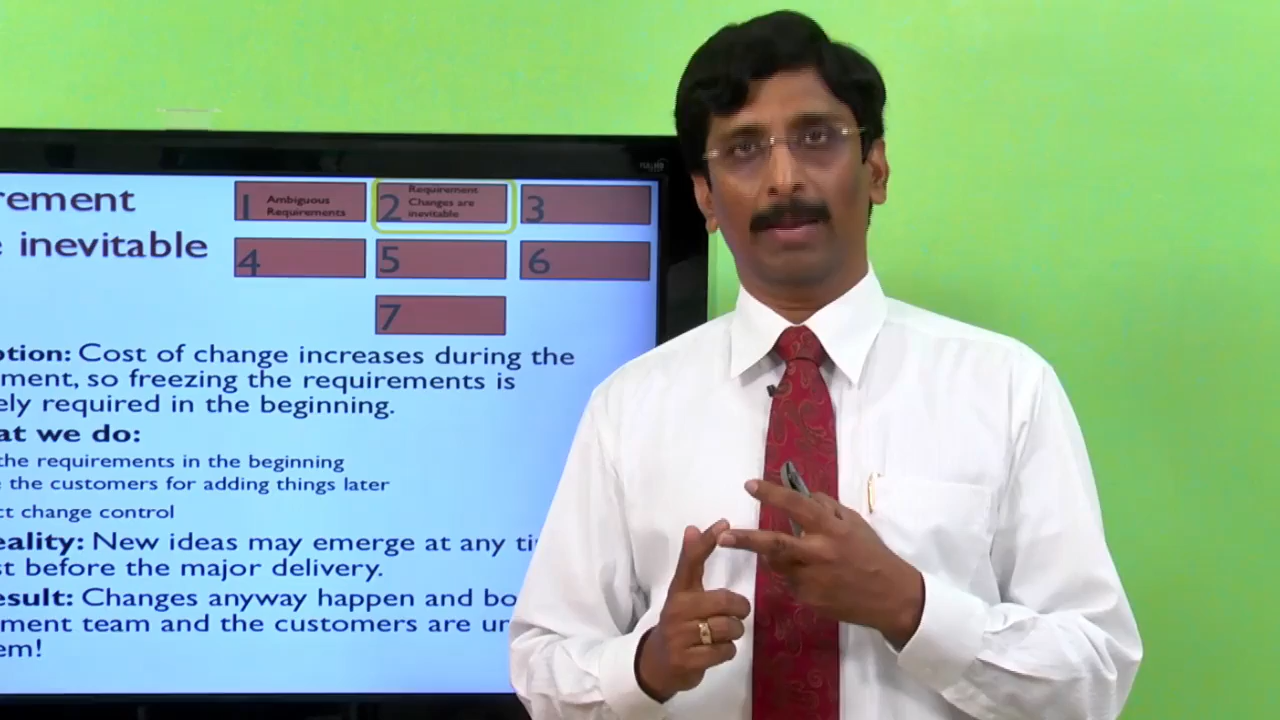 rement
e inevitable
1 Ambiguous
Requirements
2 Requirement
Changes are
inevitable
3
4
5
6
7
ption: Cost of change increases during the
ment, so freezing the requirements is
ely required in the beginning.
at we do:
the requirements in the beginning
e the customers for adding things later
ct change control
eality: New ideas may emerge at any ti
st before the major delivery.
esult: Changes anyway happen and bo
ment team and the customers are un
em!